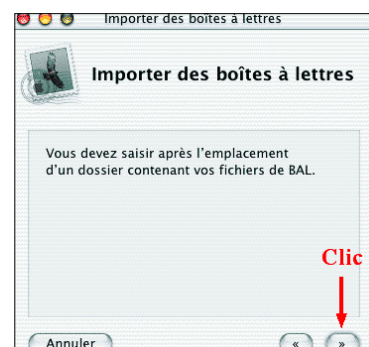 Importer des boîtes à lettres
Importer des boîtes à lettres
Vous devez saisir après l'emplacement
d'un dossier contenant vos fichiers de BAL.
Clic
Annuler « »